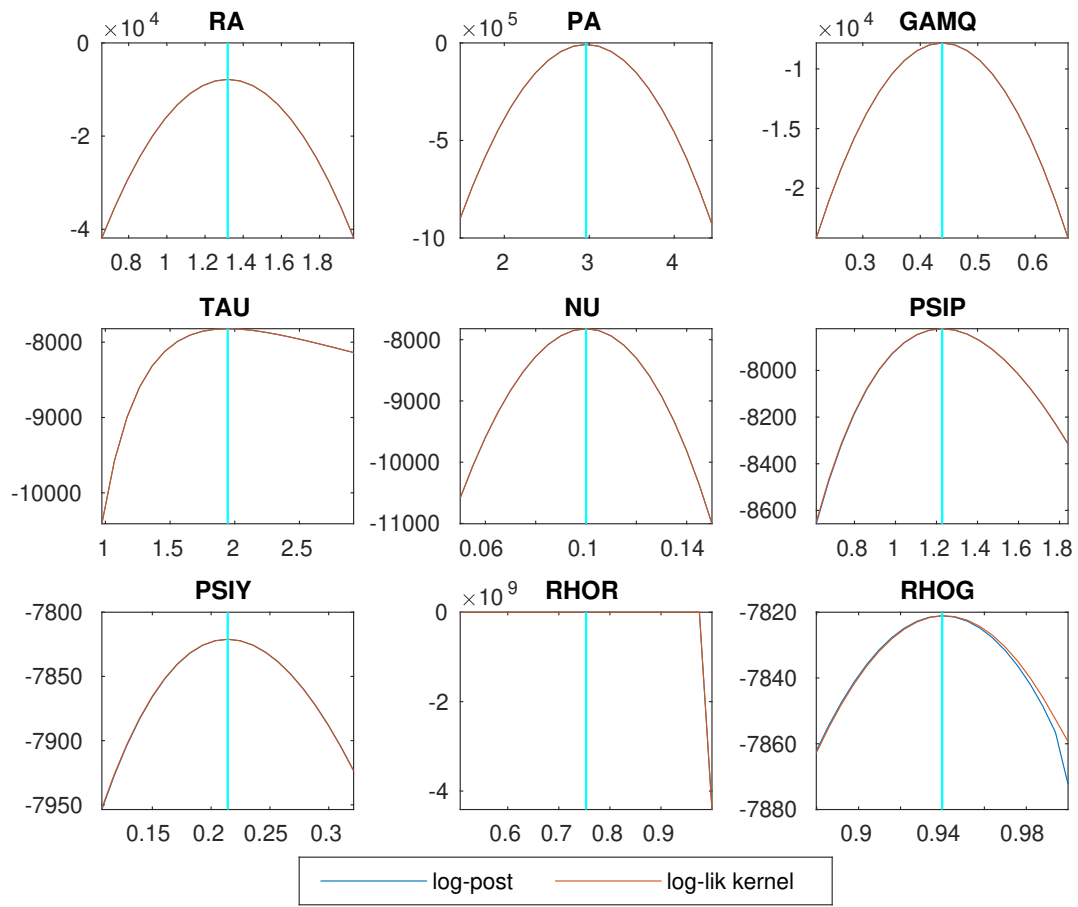 RA
×10^4
0
-2
-4
0.8 1 1.2 1.4 1.6 1.8
PA
×10^5
0
-5
-10
2 3 4
GAMQ
×10^4
-1
-1.5
-2
0.3 0.4 0.5 0.6
TAU
-8000
-9000
-10000
1 1.5 2 2.5
NU
-8000
-9000
-10000
-11000
0.06 0.1 0.14
PSIP
-8000
-8200
-8400
-8600
0.8 1 1.2 1.4 1.6 1.8
PSIY
-7800
-7850
-7900
-7950
0.15 0.2 0.25 0.3
RHOR
×10^9
0
-2
-4
0.6 0.7 0.8 0.9
RHOG
-7820
-7840
-7860
-7880
0.9 0.94 0.98
log-post log-lik kernel